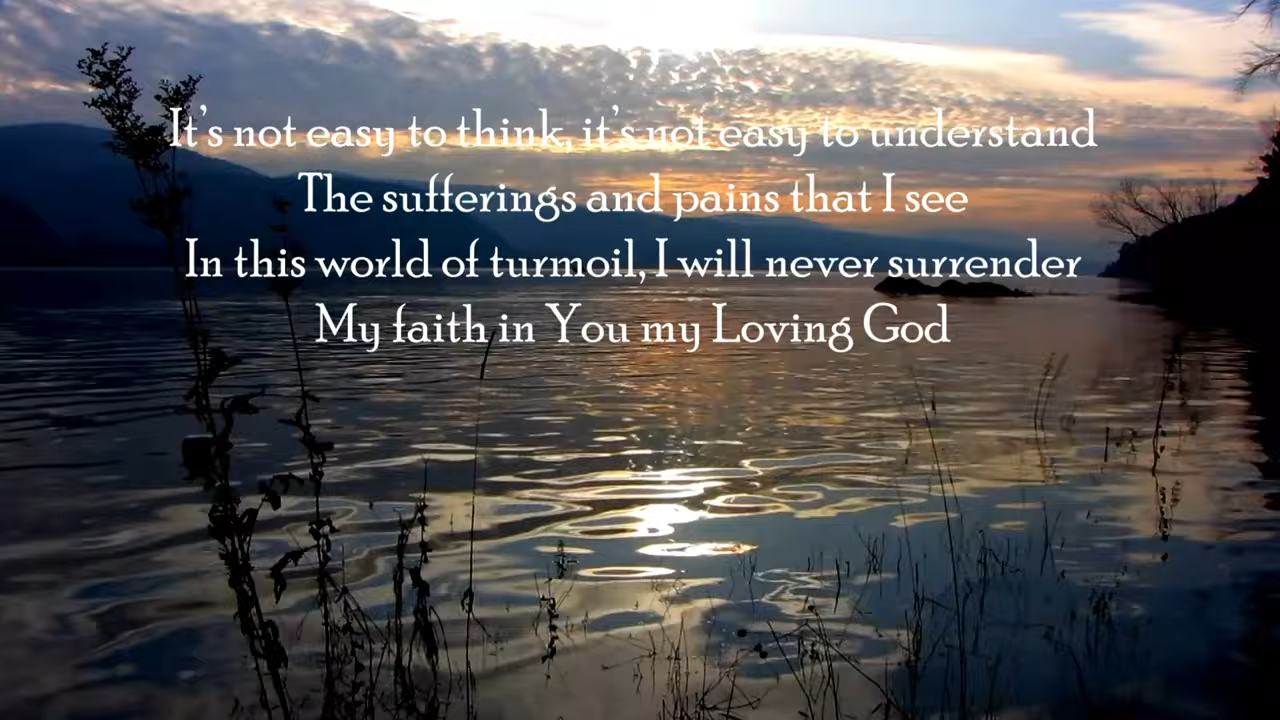 It's not easy to think, it's not easy to understand
The sufferings and pains that I see
In this world of turmoil, I will never surrender
My faith in You my Loving God